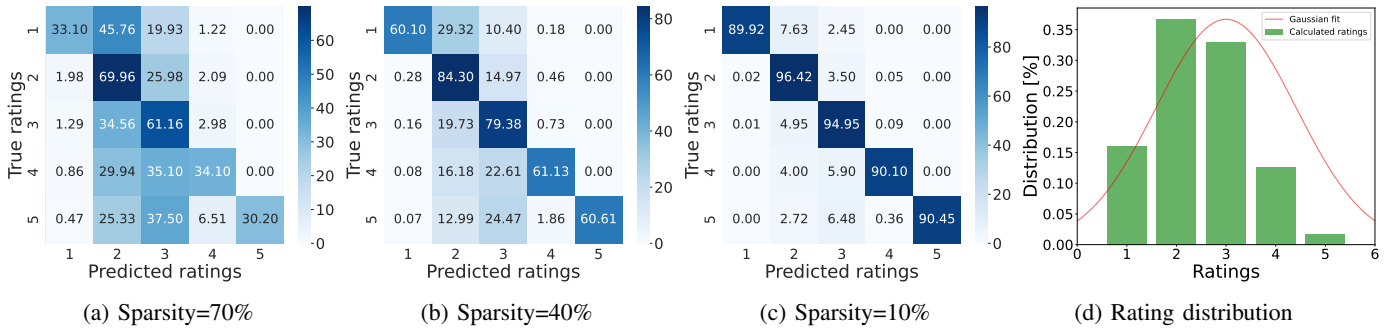 True ratings
1
2
3
4
5
33.10 45.76 19.93 1.22 0.00
1.98 69.96 25.98 2.09 0.00
1.29 34.56 61.16 2.98 0.00
0.86 29.94 35.10 34.10 0.00
0.47 25.33 37.50 6.51 30.20
1 2 3 4 5
Predicted ratings
60
50
40
30
20
10
0
(a) Sparsity=70%
True ratings
1
2
3
4
5
60.10 29.32 10.40 0.18 0.00
0.28 84.30 14.97 0.46 0.00
0.16 19.73 79.38 0.73 0.00
0.08 16.18 22.61 61.13 0.00
0.07 12.99 24.47 1.86 60.61
1 2 3 4 5
Predicted ratings
80
60
40
20
0
(b) Sparsity=40%
True ratings
1
2
3
4
5
89.92 7.63 2.45 0.00 0.00
0.02 96.42 3.50 0.05 0.00
0.01 4.95 94.95 0.09 0.00
0.00 4.00 5.90 90.10 0.00
0.00 2.72 6.48 0.36 90.45
1 2 3 4 5
Predicted ratings
80
60
40
20
0
(c) Sparsity=10%
Distribution [%]
0.35
0.30
0.25
0.20
0.15
0.10
0.05
0.00
Gaussian fit
Calculated ratings
0 1 2 3 4 5 6
Ratings
(d) Rating distribution